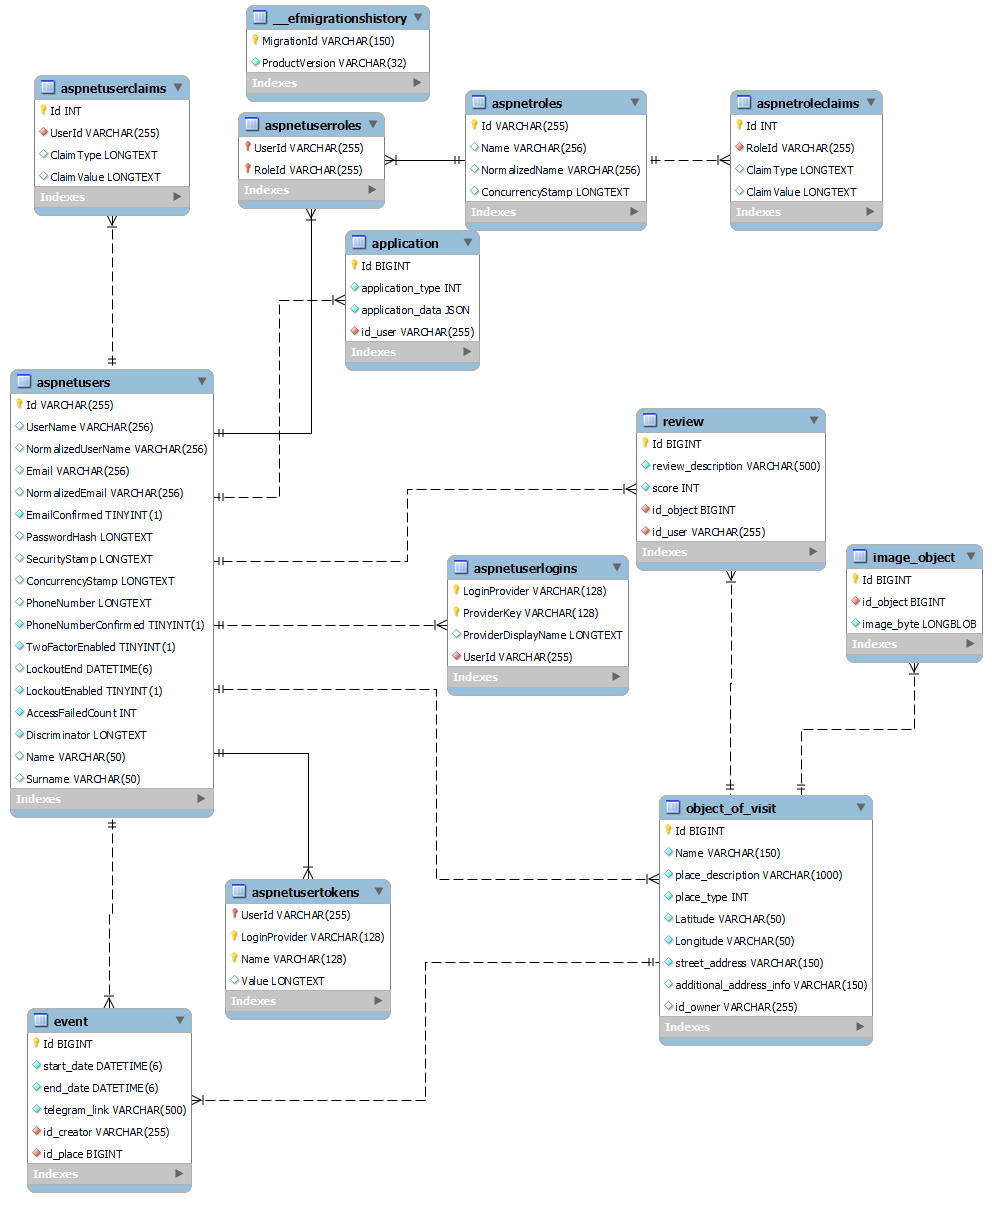 __efmigrationshistory
MigrationId VARCHAR(150)
ProductVersion VARCHAR(32)
Indexes
aspnetuserclaims
Id INT
UserId VARCHAR(255)
ClaimType LONGTEXT
ClaimValue LONGTEXT
Indexes
aspnetuserroles
UserId VARCHAR(255)
RoleId VARCHAR(255)
Indexes
aspnetroles
Id VARCHAR(255)
Name VARCHAR(256)
NormalizedName VARCHAR(256)
ConcurrencyStamp LONGTEXT
Indexes
aspnetroleclaims
Id INT
RoleId VARCHAR(255)
ClaimType LONGTEXT
ClaimValue LONGTEXT
Indexes
application
Id BIGINT
application_type INT
application_data JSON
id_user VARCHAR(255)
Indexes
aspnetusers
Id VARCHAR(255)
UserName VARCHAR(256)
NormalizedUserName VARCHAR(256)
Email VARCHAR(256)
NormalizedEmail VARCHAR(256)
EmailConfirmed TINYINT(1)
PasswordHash LONGTEXT
SecurityStamp LONGTEXT
ConcurrencyStamp LONGTEXT
PhoneNumber LONGTEXT
PhoneNumberConfirmed TINYINT(1)
TwoFactorEnabled TINYINT(1)
LockoutEnd DATETIME(6)
LockoutEnabled TINYINT(1)
AccessFailedCount INT
Discriminator LONGTEXT
Name VARCHAR(50)
Surname VARCHAR(50)
Indexes
review
Id BIGINT
review_description VARCHAR(500)
score INT
id_object BIGINT
id_user VARCHAR(255)
Indexes
image_object
Id BIGINT
id_object BIGINT
image_byte LONGBLOB
Indexes
aspnetuserlogins
LoginProvider VARCHAR(128)
ProviderKey VARCHAR(128)
ProviderDisplayName LONGTEXT
UserId VARCHAR(255)
Indexes
object_of_visit
Id BIGINT
Name VARCHAR(150)
place_description VARCHAR(1000)
place_type INT
Latitude VARCHAR(50)
Longitude VARCHAR(50)
street_address VARCHAR(150)
additional_address_info VARCHAR(150)
id_owner VARCHAR(255)
Indexes
aspnetusertokens
UserId VARCHAR(255)
LoginProvider VARCHAR(128)
Name VARCHAR(128)
Value LONGTEXT
Indexes
event
Id BIGINT
start_date DATETIME(6)
end_date DATETIME(6)
telegram_link VARCHAR(500)
id_creator VARCHAR(255)
id_place BIGINT
Indexes